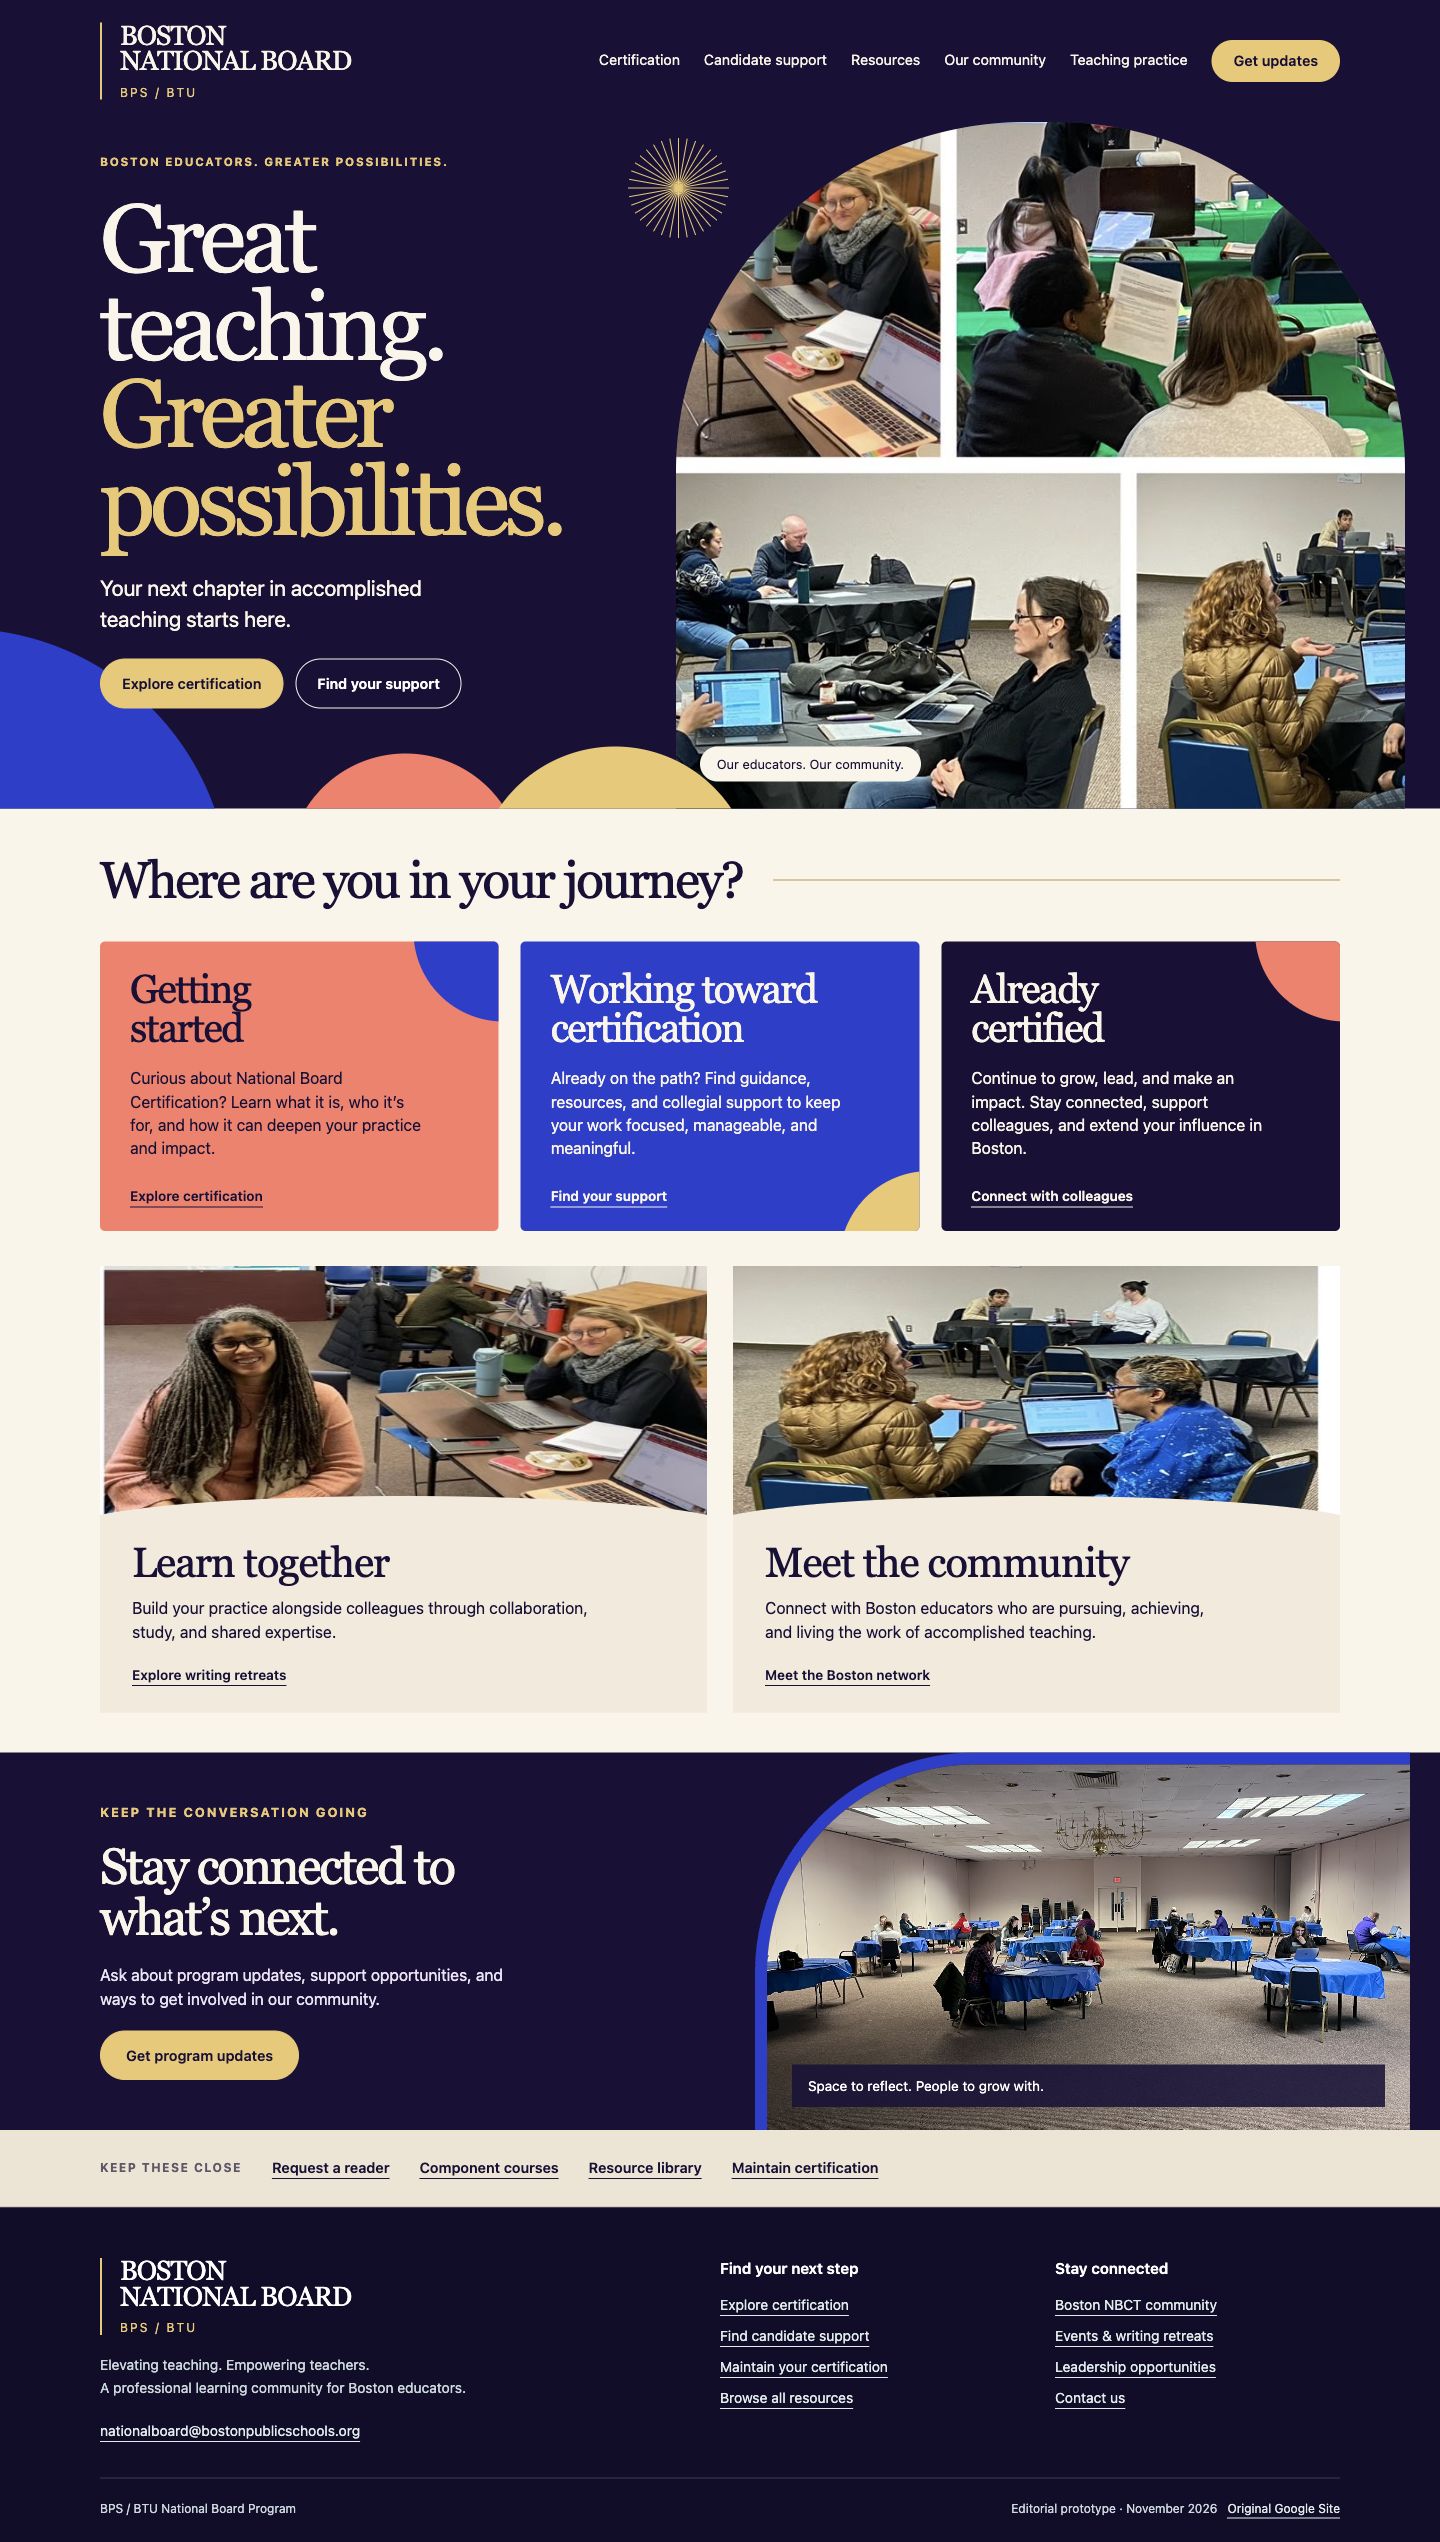 BOSTON
NATIONAL BOARD
BPS / BTU
Certification
Candidate support
Resources
Our community
Teaching practice
Get updates
BOSTON EDUCATORS. GREATER POSSIBILITIES.
Great
teaching.
Greater
possibilities.
Your next chapter in accomplished
teaching starts here.
Explore certification
Find your support
Our educators. Our community.
Where are you in your journey?
Getting
started
Curious about National Board
Certification? Learn what it is, who it’s
for, and how it can deepen your practice
and impact.
Explore certification
Working toward
certification
Already on the path? Find guidance,
resources, and collegial support to keep
your work focused, manageable, and
meaningful.
Find your support
Already
certified
Continue to grow, lead, and make an
impact. Stay connected, support
colleagues, and extend your influence in
Boston.
Connect with colleagues
Learn together
Build your practice alongside colleagues through collaboration,
study, and shared expertise.
Explore writing retreats
Meet the community
Connect with Boston educators who are pursuing, achieving,
and living the work of accomplished teaching.
Meet the Boston network
KEEP THE CONVERSATION GOING
Stay connected to
what’s next.
Ask about program updates, support opportunities, and
ways to get involved in our community.
Get program updates
Space to reflect. People to grow with.
KEEP THESE CLOSE
Request a reader
Component courses
Resource library
Maintain certification
BOSTON
NATIONAL BOARD
BPS / BTU
Elevating teaching. Empowering teachers.
A professional learning community for Boston educators.
nationalboard@bostonpublicschools.org
Find your next step
Explore certification
Find candidate support
Maintain your certification
Browse all resources
Stay connected
Boston NBCT community
Events & writing retreats
Leadership opportunities
Contact us
BPS / BTU National Board Program
Editorial prototype · November 2026
Original Google Site